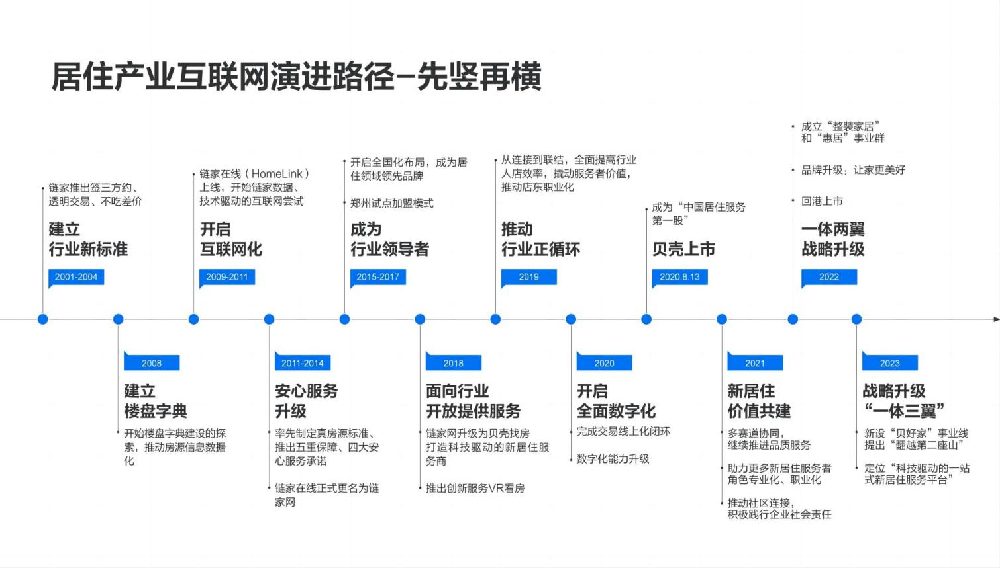 居住产业互联网演进路径-先竖再横
链家推出签三方约、
透明交易、不吃差价
建立
行业新标准
2001-2004
2008
建立
楼盘字典
开始楼盘字典建设的探
索，推动房源信息数据
化
链家在线（HomeLink）
上线，开始链家数据、
技术驱动的互联网尝试
开启
互联网化
2009-2011
2011-2014
安心服务
升级
率先制定真房源标准、
推出五重保障、四大安
心服务承诺
链家在线正式更名为链
家网
开启全国化布局，成为居
住领域领先品牌
郑州试点加盟模式
成为
行业领导者
2015-2017
2018
面向行业
开放提供服务
链家网升级为贝壳找房
打造科技驱动的新居住服
务商
推出创新服务VR看房
从连接到联结，全面提高行业
人店效率，撬动服务者价值，
推动店东职业化
推动
行业正循环
2019
2020
开启
全面数字化
完成交易线上化闭环
数字化能力升级
成为“中国居住服务
第一股”
贝壳上市
2020.8.13
2021
新居住
价值共建
多赛道协同，
继续推进品质服务
助力更多新居住服务者
角色专业化、职业化
推动社区连接，
积极践行企业社会责任
成立“整装家居”
和“惠居”事业群
品牌升级：让家更美好
回港上市
一体两翼
战略升级
2022
2023
战略升级
“一体三翼”
新设“贝好家”事业线
提出“翻越第二座山”
定位“科技驱动的一站
式新居住服务平台”